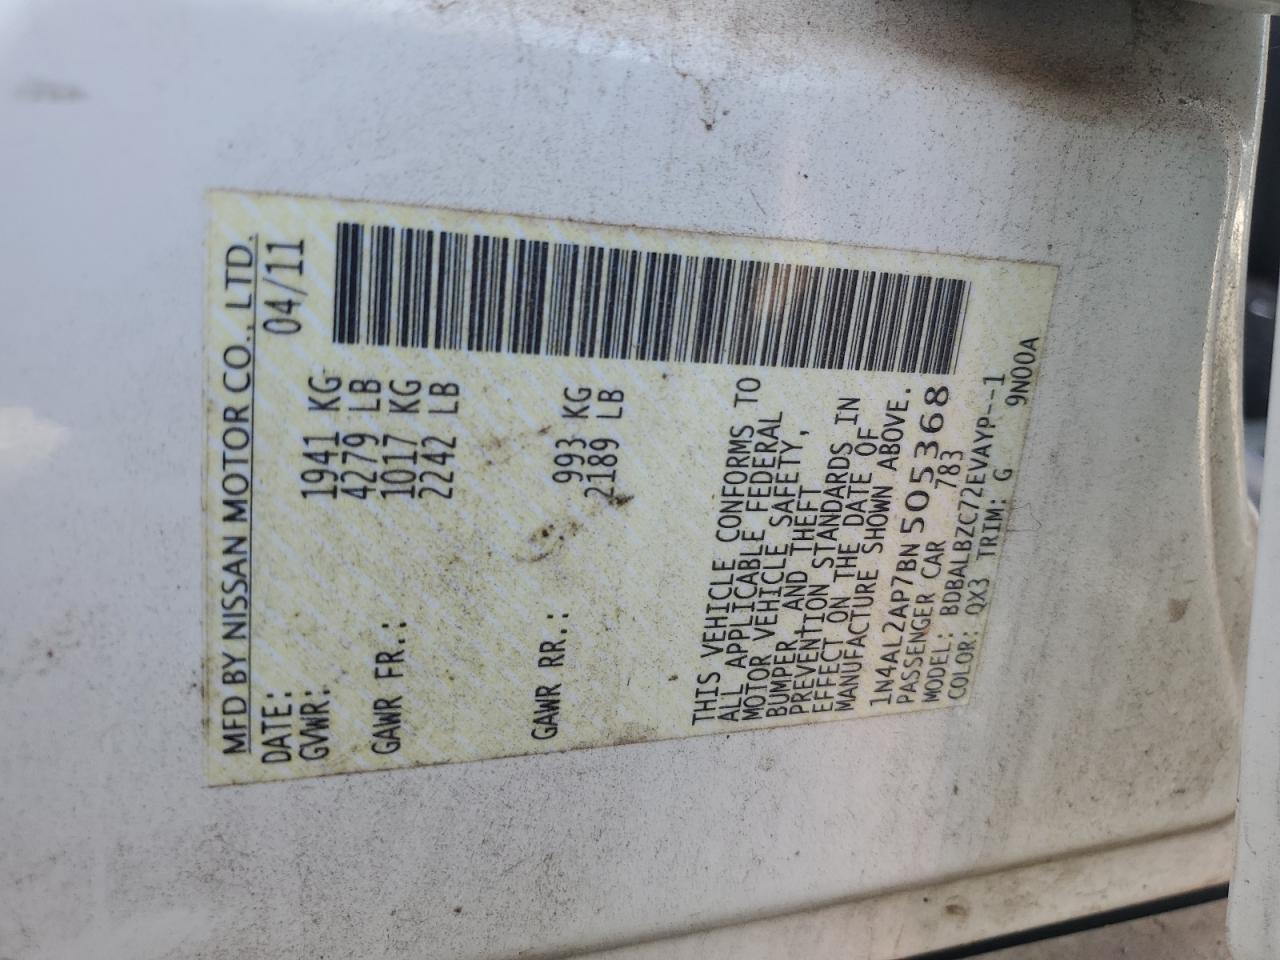 MFD BY NISSAN MOTOR CO., LTD.
DATE: 04/11
GVWR: 1941 KG
4279 LB
GAWR FR.: 1017 KG
2242 LB
GAWR RR.: 993 KG
2189 LB
THIS VEHICLE CONFORMS TO
ALL APPLICABLE FEDERAL
MOTOR VEHICLE SAFETY,
BUMPER, AND THEFT
PREVENTION STANDARDS IN
EFFECT ON THE DATE OF
MANUFACTURE SHOWN ABOVE.
1N4AL2AP7BN505368
PASSENGER CAR 783
MODEL: BDBALBZC72EVAYP--1
COLOR: QX3 TRIM: G 9N00A